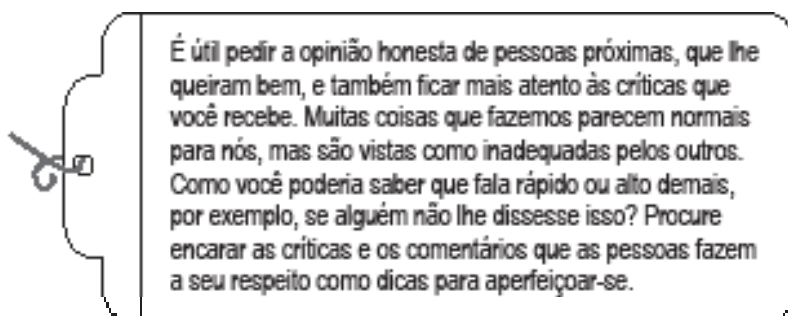 É útil pedir a opinião honesta de pessoas próximas, que lhe
queiram bem, e também ficar mais atento às críticas que
você recebe. Muitas coisas que fazemos parecem normais
para nós, mas são vistas como inadequadas pelos outros.
Como você poderia saber que fala rápido ou alto demais,
por exemplo, se alguém não lhe dissesse isso? Procure
encarar as críticas e os comentários que as pessoas fazem
a seu respeito como dicas para aperfeiçoar-se.